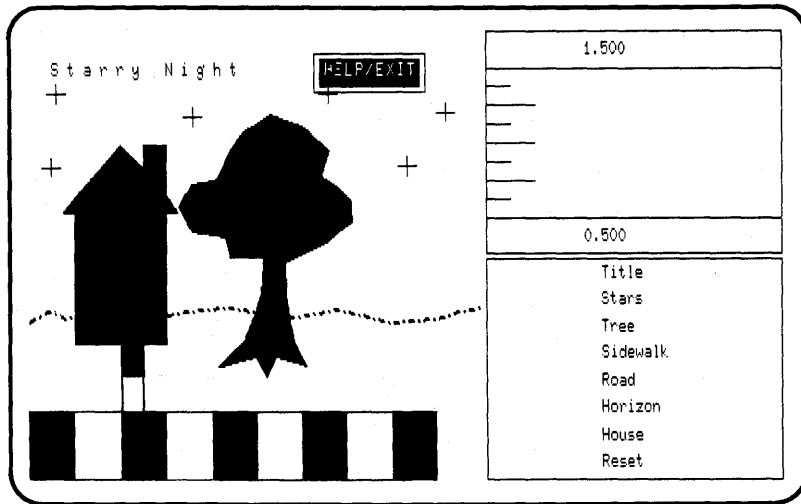 Starry Night
HELP/EXIT
1.500
0.500
Title
Stars
Tree
Sidewalk
Road
Horizon
House
Reset